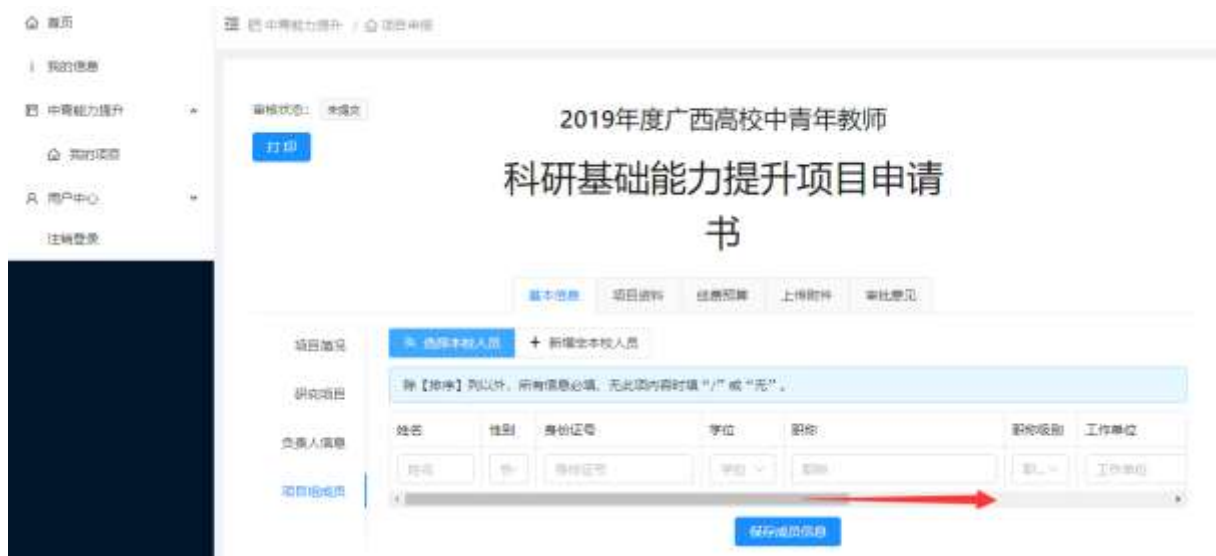 首页
中青能力提升 / 项目申报
我的信息
中青能力提升
审核状态: 未提交
2019年度广西高校中青年教师
打印
我的项目
科研基础能力提升项目申请
书
用户中心
注销登录
基本信息 项目资料 经费预算 上传附件 审批意见
项目情况
选择本校人员 + 新增非本校人员
研究项目
除【排序】列以外，所有信息必填，无此项内容时填“/”或“无”。
负责人信息
姓名 性别 身份证号 学位 职称 职称级别 工作单位
项目组成员
姓名 身份证号 学位 职称 职... 工作单位
保存成员信息